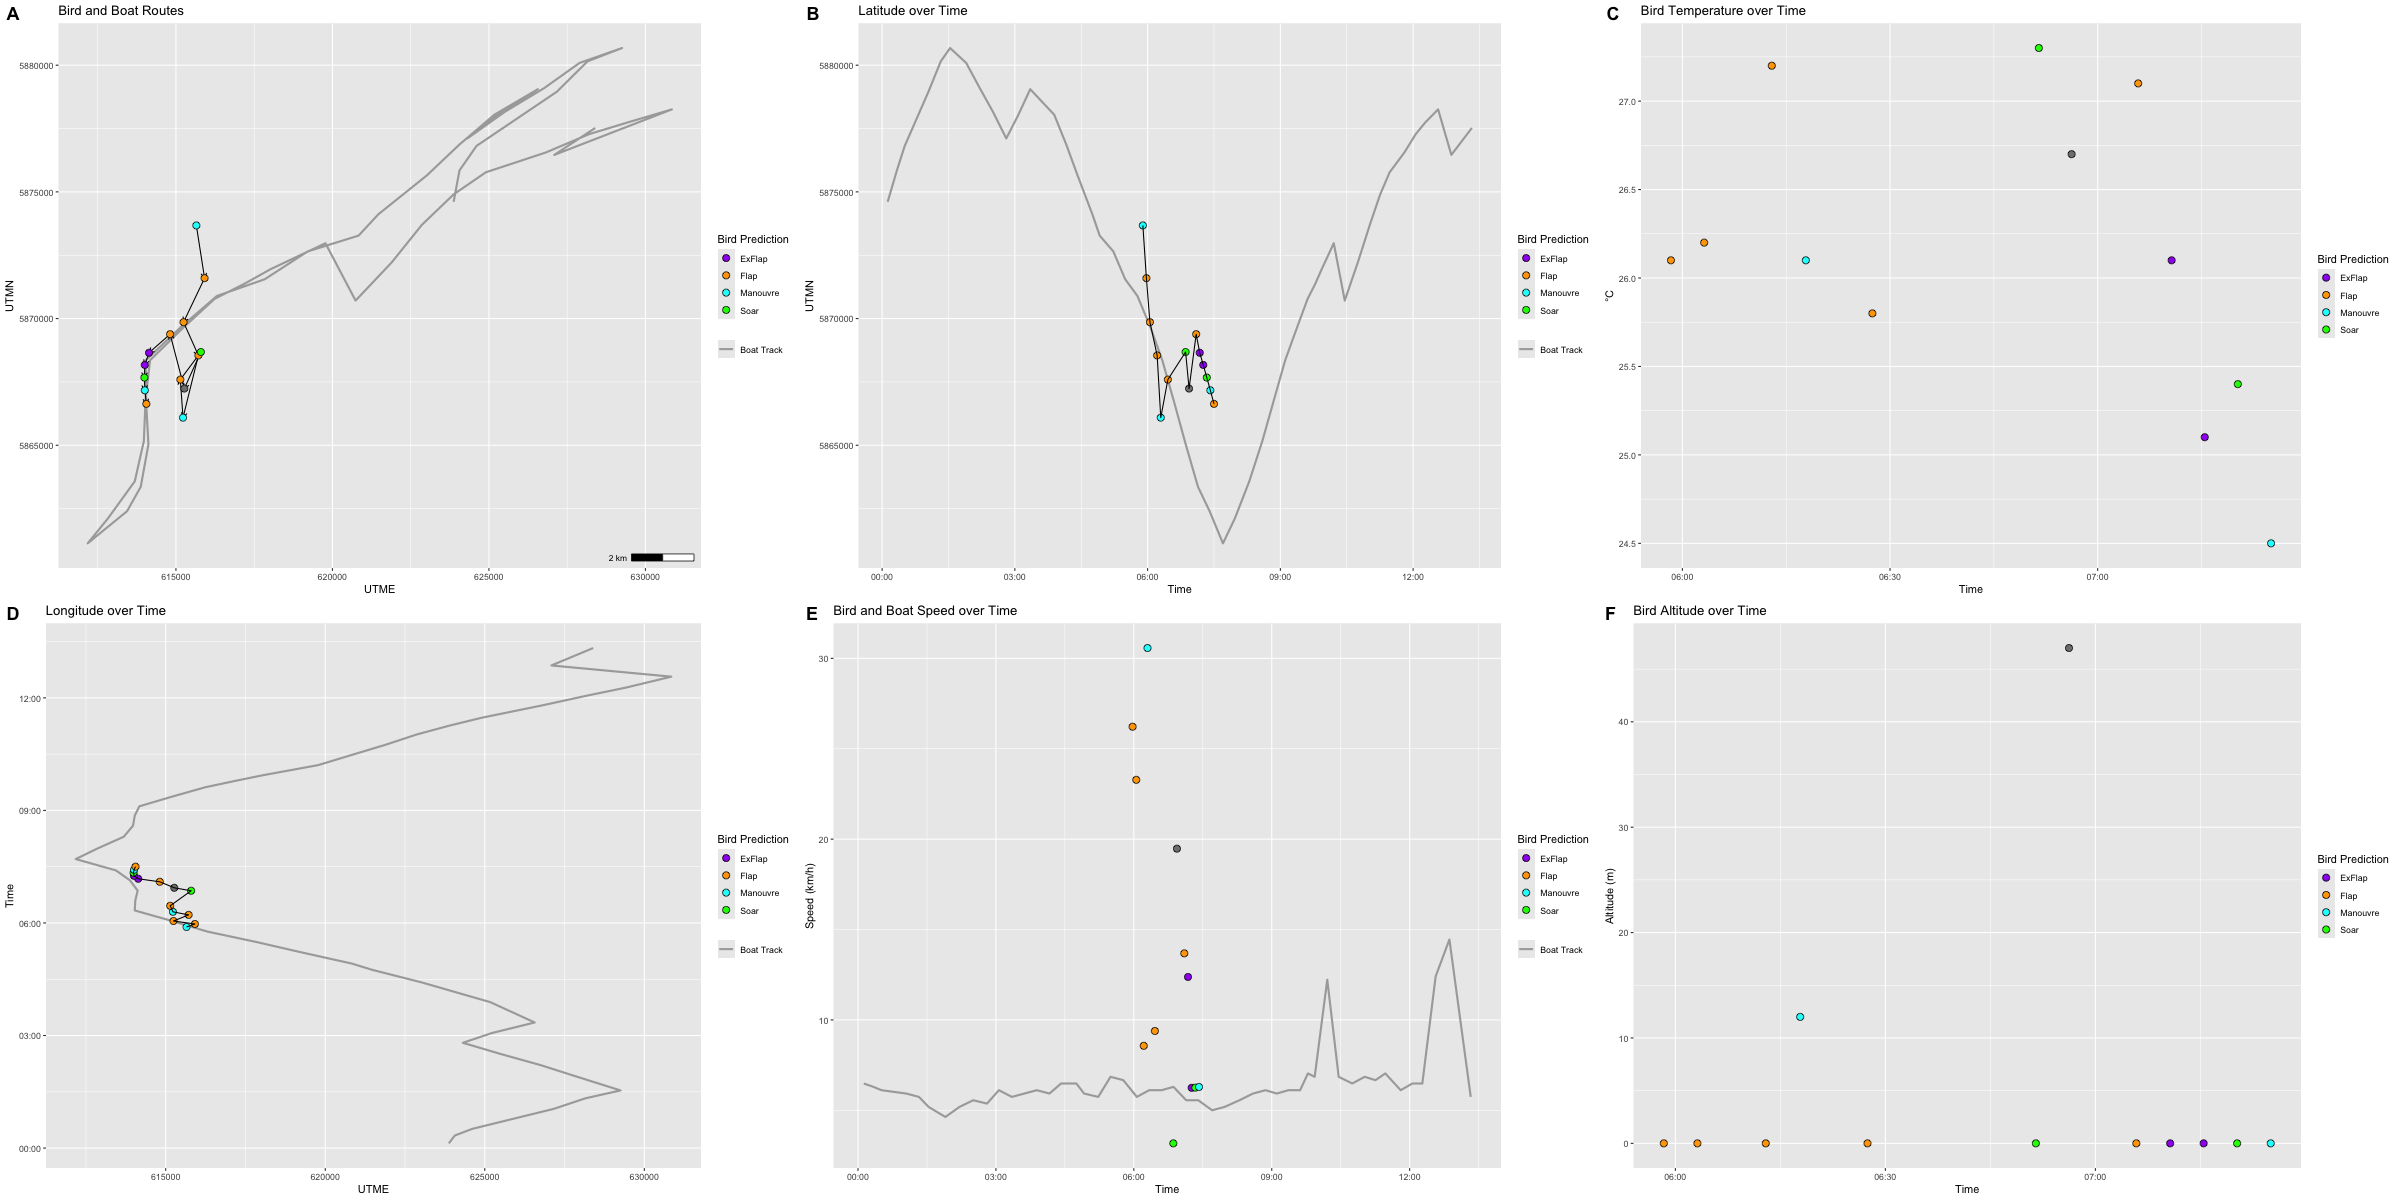 A Bird and Boat Routes
5880000
5875000
5870000
5865000
UTMN
615000 620000 625000 630000
UTME
2 km
Bird Prediction
ExFlap
Flap
Manouvre
Soar
Boat Track
B Latitude over Time
5880000
5875000
5870000
5865000
UTMN
00:00 03:00 06:00 09:00 12:00
Time
Bird Prediction
ExFlap
Flap
Manouvre
Soar
Boat Track
C Bird Temperature over Time
27.0
26.5
26.0
25.5
25.0
24.5
°C
06:00 06:30 07:00
Time
Bird Prediction
ExFlap
Flap
Manouvre
Soar
D Longitude over Time
12:00
09:00
06:00
03:00
00:00
Time
615000 620000 625000 630000
UTME
Bird Prediction
ExFlap
Flap
Manouvre
Soar
Boat Track
E Bird and Boat Speed over Time
30
20
10
Speed (km/h)
00:00 03:00 06:00 09:00 12:00
Time
Bird Prediction
ExFlap
Flap
Manouvre
Soar
Boat Track
F Bird Altitude over Time
40
30
20
10
0
Altitude (m)
06:00 06:30 07:00
Time
Bird Prediction
ExFlap
Flap
Manouvre
Soar